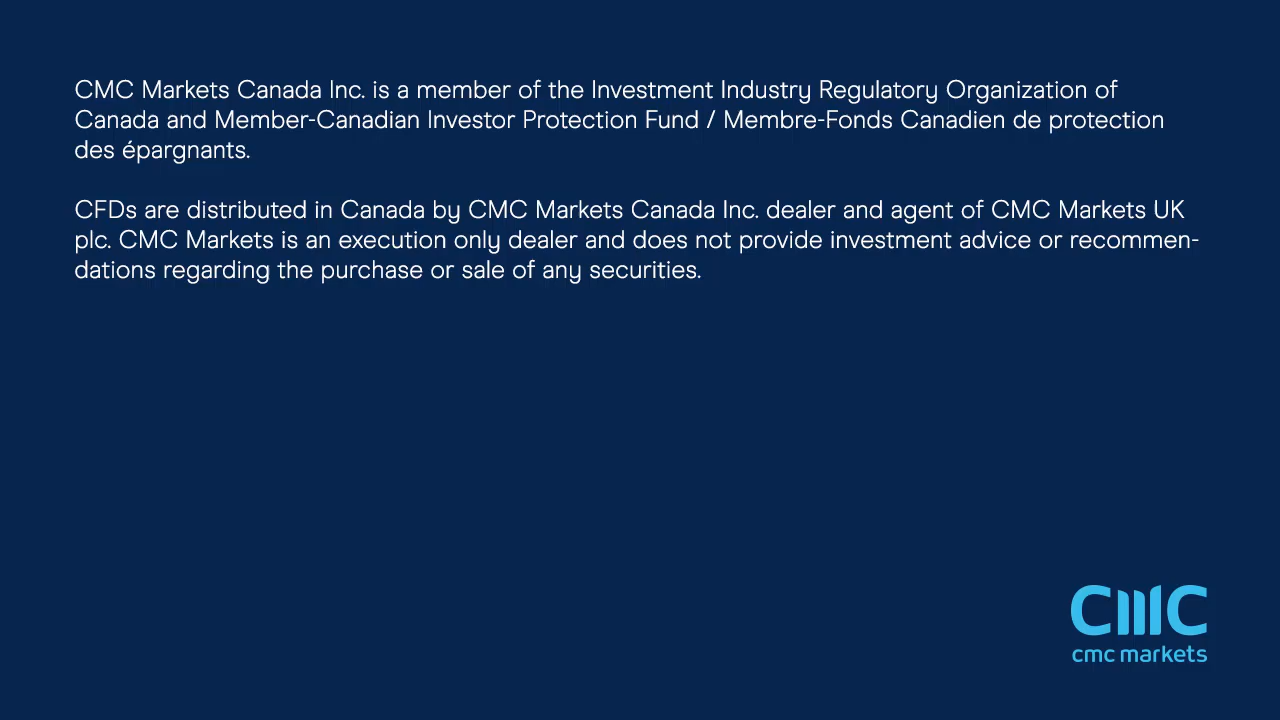 CMC Markets Canada Inc. is a member of the Investment Industry Regulatory Organization of
Canada and Member-Canadian Investor Protection Fund / Membre-Fonds Canadien de protection
des épargnants.
CFDs are distributed in Canada by CMC Markets Canada Inc. dealer and agent of CMC Markets UK
plc. CMC Markets is an execution only dealer and does not provide investment advice or recommen-
dations regarding the purchase or sale of any securities.
CMC
cmc markets